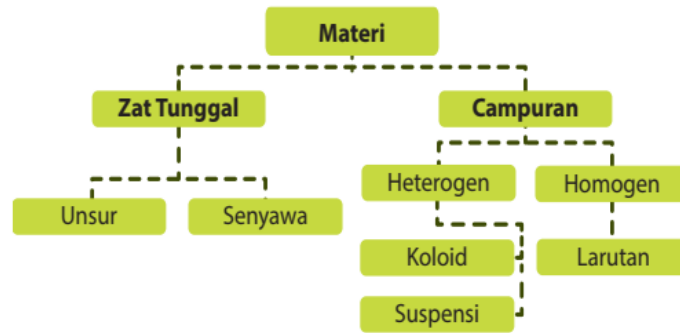 Materi
Zat Tunggal
Campuran
Unsur
Senyawa
Heterogen
Homogen
Koloid
Larutan
Suspensi